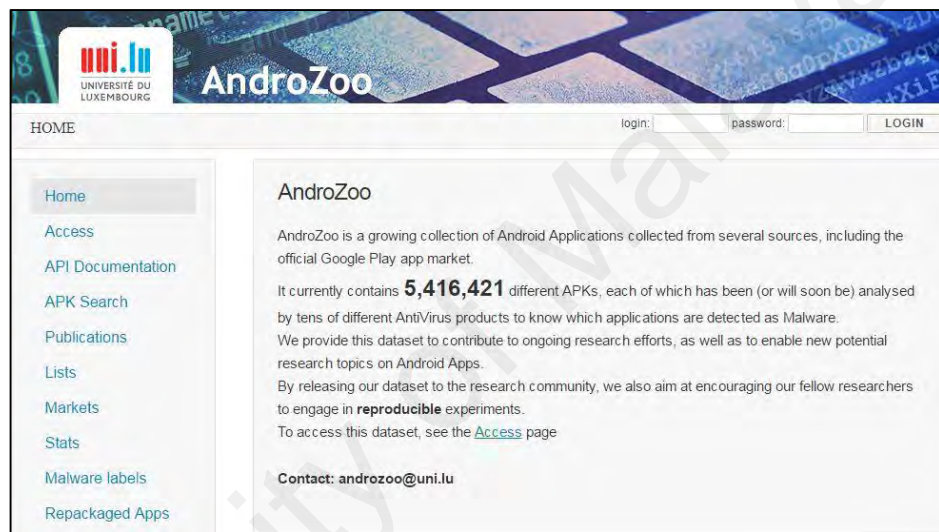 uni.lu
UNIVERSITÉ DU
LUXEMBOURG
AndroZoo
HOME
login:
password:
LOGIN
Home
Access
API Documentation
APK Search
Publications
Lists
Markets
Stats
Malware labels
Repackaged Apps
AndroZoo
AndroZoo is a growing collection of Android Applications collected from several sources, including the
official Google Play app market.
It currently contains 5,416,421 different APKs, each of which has been (or will soon be) analysed
by tens of different AntiVirus products to know which applications are detected as Malware.
We provide this dataset to contribute to ongoing research efforts, as well as to enable new potential
research topics on Android Apps.
By releasing our dataset to the research community, we also aim at encouraging our fellow researchers
to engage in reproducible experiments.
To access this dataset, see the Access page
Contact: androzoo@uni.lu